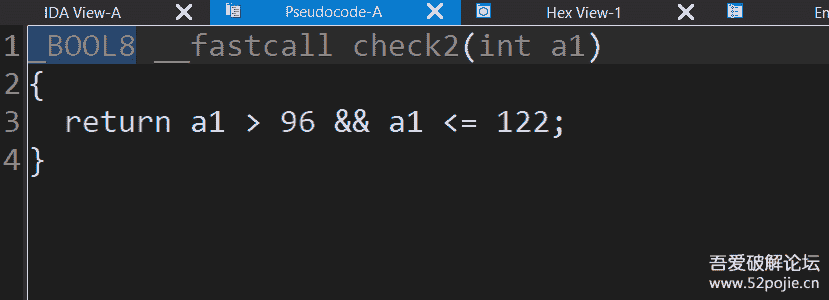 IDA View-A Pseudocode-A Hex View-1 En
1 _BOOL8 __fastcall check2(int a1)
2 {
3 return a1 > 96 && a1 <= 122;
4 }
吾爱破解论坛
www.52pojie.cn